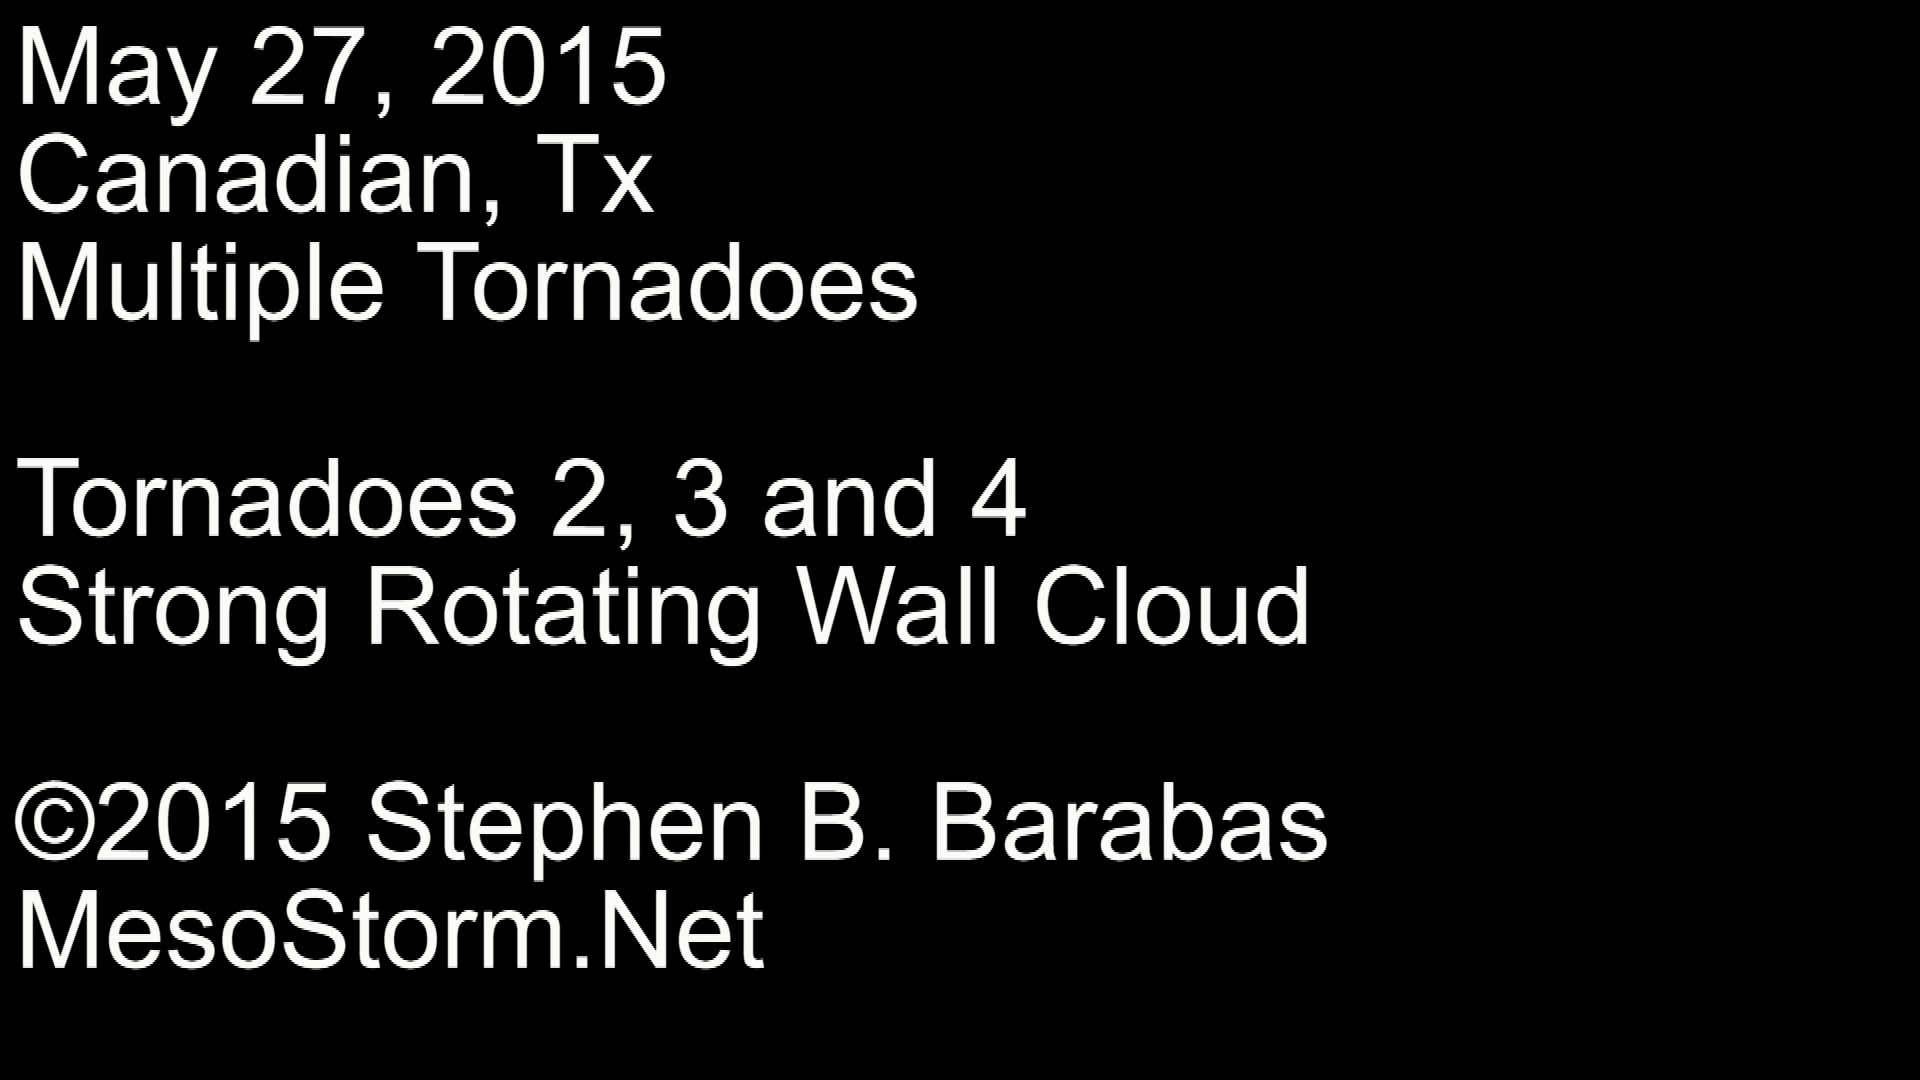 May 27, 2015
Canadian, Tx
Multiple Tornadoes
Tornadoes 2, 3 and 4
Strong Rotating Wall Cloud
©2015 Stephen B. Barabas
MesoStorm.Net